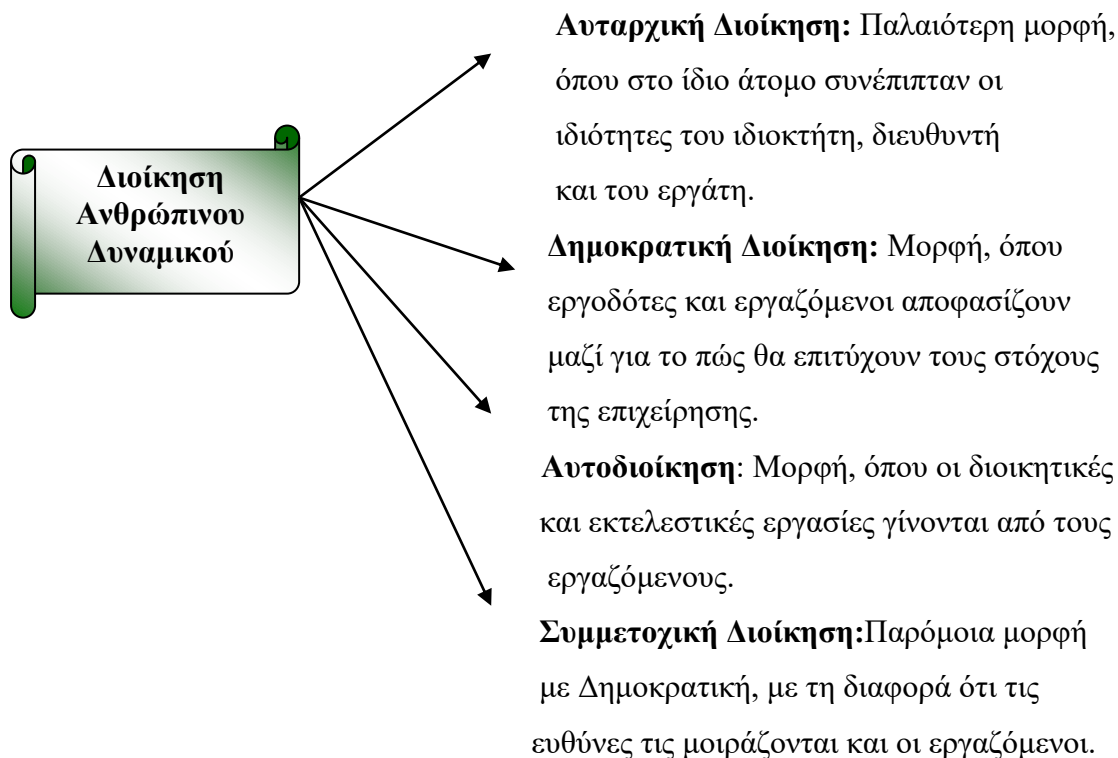 Διοίκηση
Ανθρώπινου
Δυναμικού
Αυταρχική Διοίκηση: Παλαιότερη μορφή,
όπου στο ίδιο άτομο συνέπιπταν οι
ιδιότητες του ιδιοκτήτη, διευθυντή
και του εργάτη.
Δημοκρατική Διοίκηση: Μορφή, όπου
εργοδότες και εργαζόμενοι αποφασίζουν
μαζί για το πώς θα επιτύχουν τους στόχους
της επιχείρησης.
Αυτοδιοίκηση: Μορφή, όπου οι διοικητικές
και εκτελεστικές εργασίες γίνονται από τους
εργαζόμενους.
Συμμετοχική Διοίκηση:Παρόμοια μορφή
με Δημοκρατική, με τη διαφορά ότι τις
ευθύνες τις μοιράζονται και οι εργαζόμενοι.